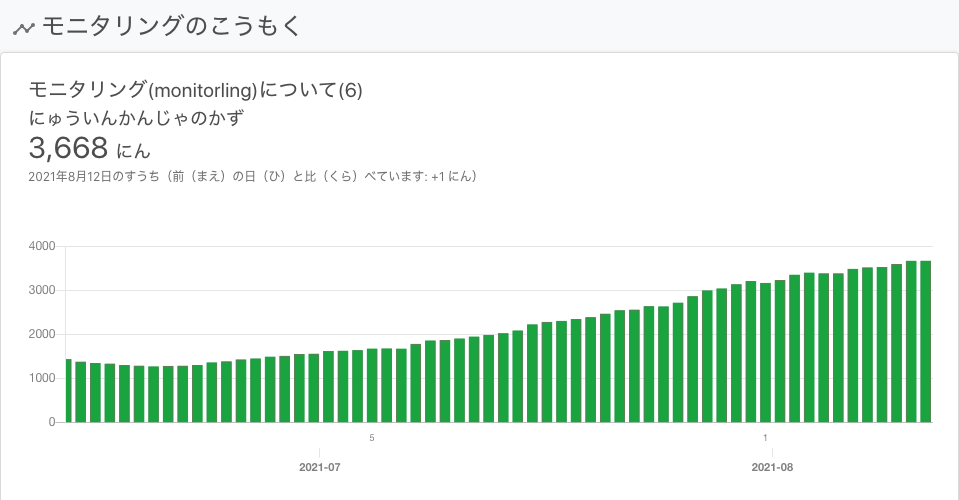 モニタリングのこうもく
モニタリング(monitorling)について(6)
にゅういんかんじゃのかず
3,668 にん
2021年8月12日のすうち（前（まえ）の日（ひ）と比（くら）べています: +1 にん）
4000
3000
2000
1000
0
5
1
2021-07
2021-08